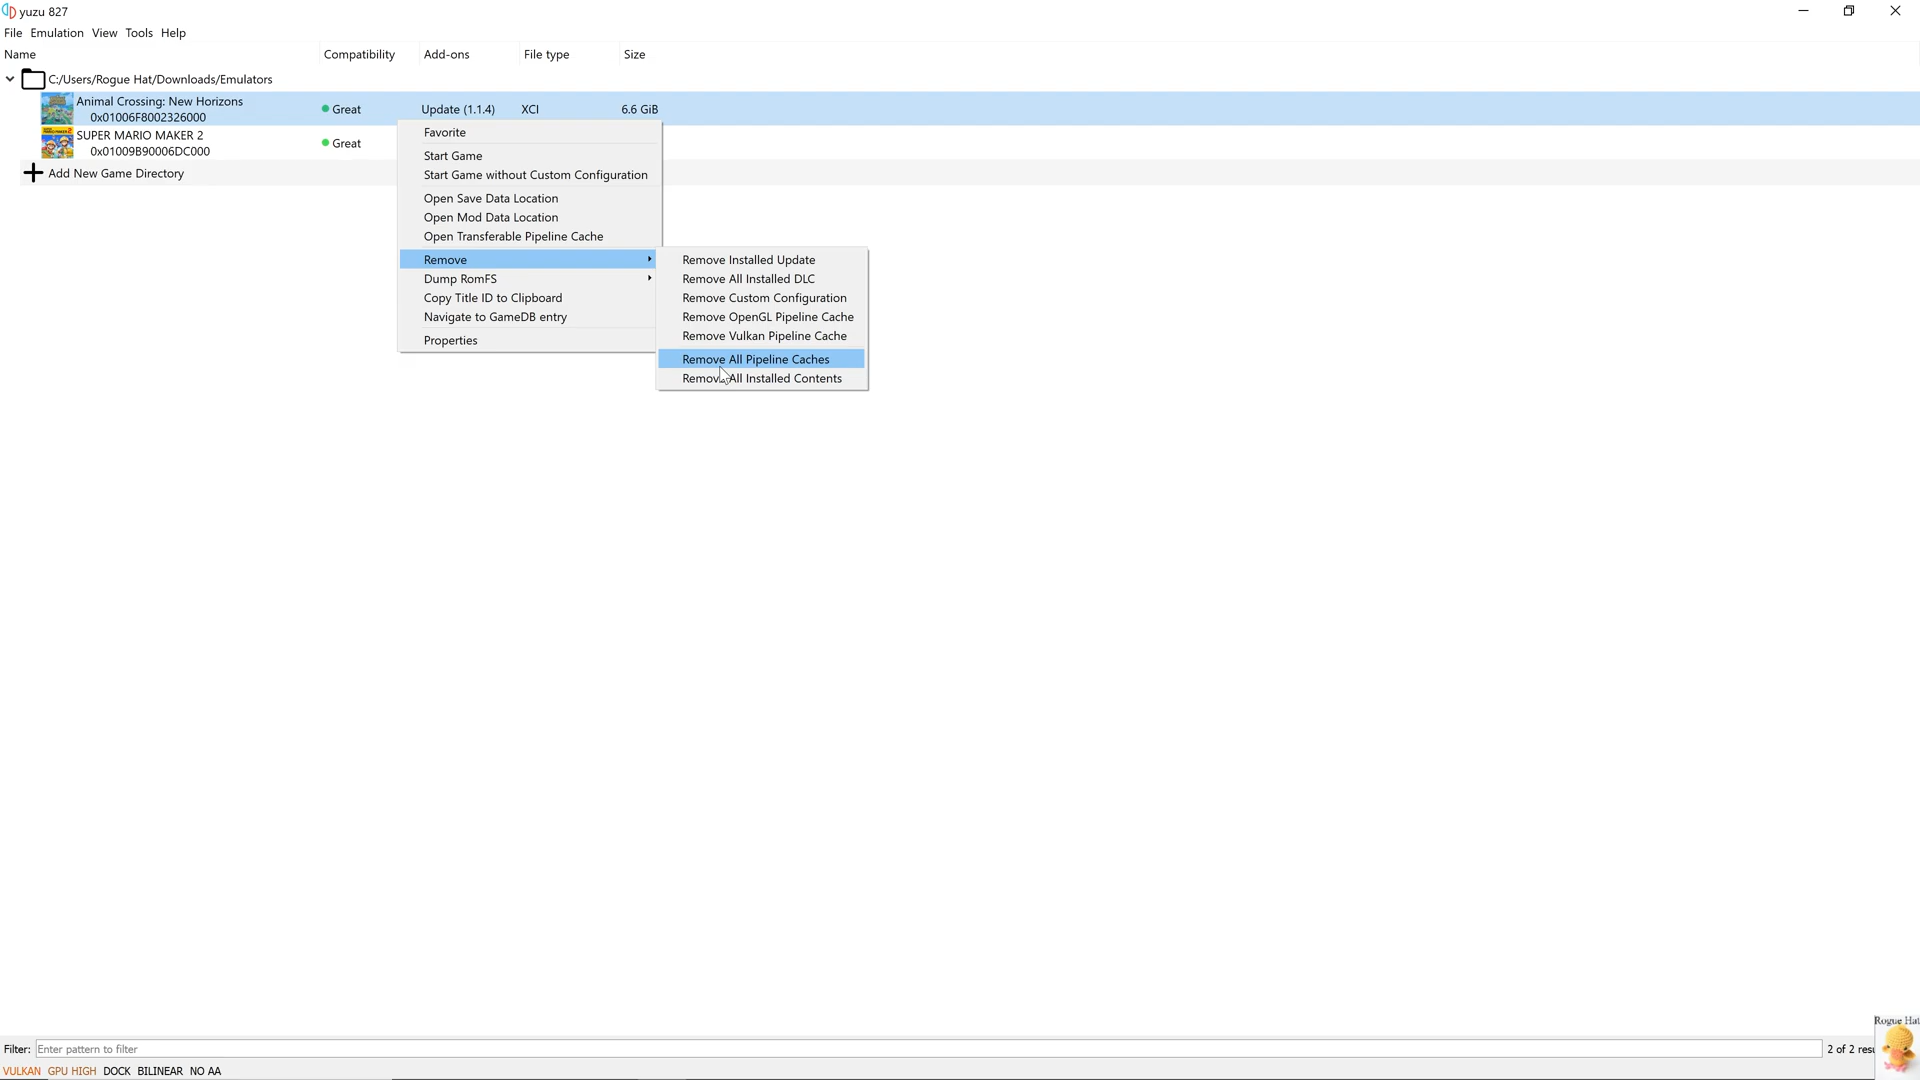 yuzu 827
File Emulation View Tools Help
Name Compatibility Add-ons File type Size
C:/Users/Rogue Hat/Downloads/Emulators
Animal Crossing: New Horizons
0x01006F8002326000
Great Update (1.1.4) XCI 6.6 GiB
SUPER MARIO MAKER 2
0x01009B90006DC000
Great
Add New Game Directory
Favorite
Start Game
Start Game without Custom Configuration
Open Save Data Location
Open Mod Data Location
Open Transferable Pipeline Cache
Remove
Dump RomFS
Copy Title ID to Clipboard
Navigate to GameDB entry
Properties
Remove Installed Update
Remove All Installed DLC
Remove Custom Configuration
Remove OpenGL Pipeline Cache
Remove Vulkan Pipeline Cache
Remove All Pipeline Caches
Remove All Installed Contents
Rogue Hat
Filter: Enter pattern to filter 2 of 2 resu
VULKAN GPU HIGH DOCK BILINEAR NO AA